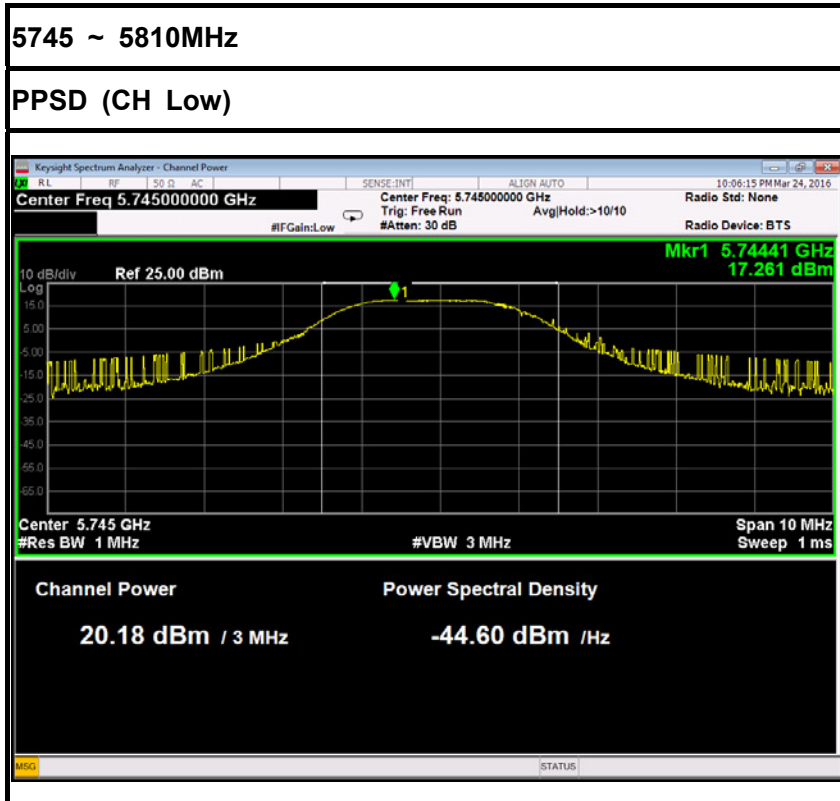 5745 ~ 5810MHz
PPSD (CH Low)
Keysight Spectrum Analyzer - Channel Power
RL RF 50 Ω AC SENSE:INT ALIGN AUTO 10:06:15 PM Mar 24, 2016
Center Freq 5.745000000 GHz Center Freq: 5.745000000 GHz Radio Std: None
Trig: Free Run Avg|Hold:>10/10
#IFGain:Low #Atten: 30 dB Radio Device: BTS
Mkr1 5.74441 GHz
10 dB/div Ref 25.00 dBm 17.261 dBm
Log
1
15.0
5.00
-5.00
-15.0
-25.0
-35.0
-45.0
-55.0
-65.0
Center 5.745 GHz Span 10 MHz
#Res BW 1 MHz #VBW 3 MHz Sweep 1 ms
Channel Power Power Spectral Density
20.18 dBm / 3 MHz -44.60 dBm /Hz
MSG STATUS